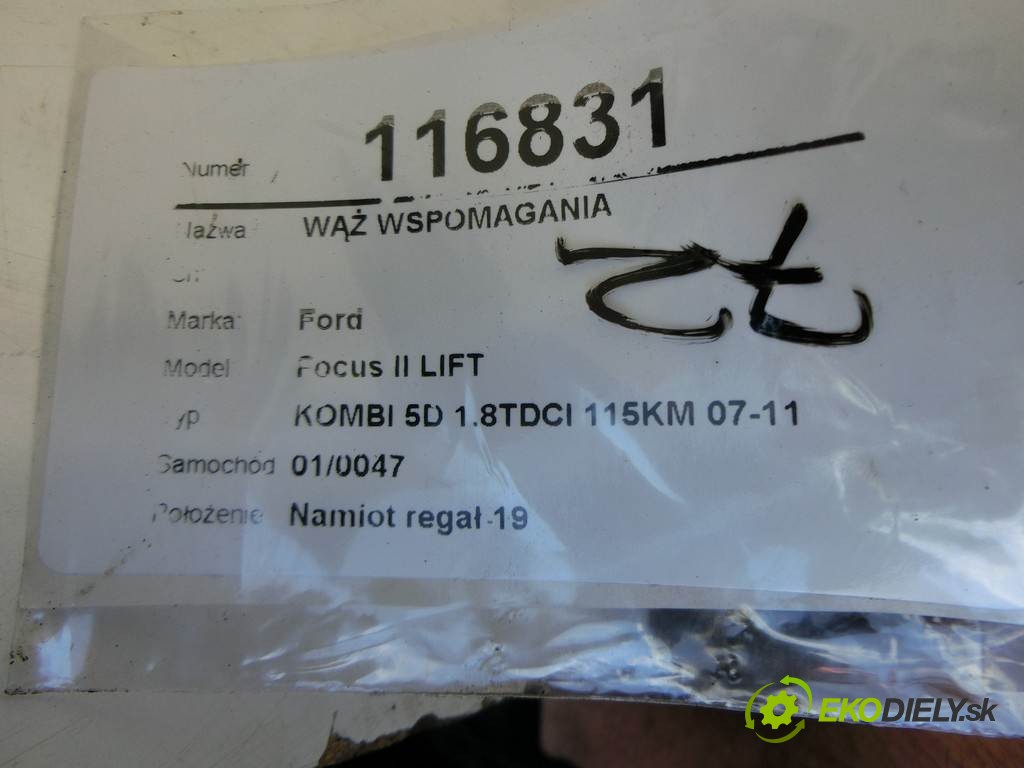 Numer 116831
Nazwa WĄŻ WSPOMAGANIA
Marka: Ford
Model Focus II LIFT
Typ KOMBI 5D 1.8TDCI 115KM 07-11
Samochód 01/0047
Położenie Namiot regał 19
EKODIELY.sk